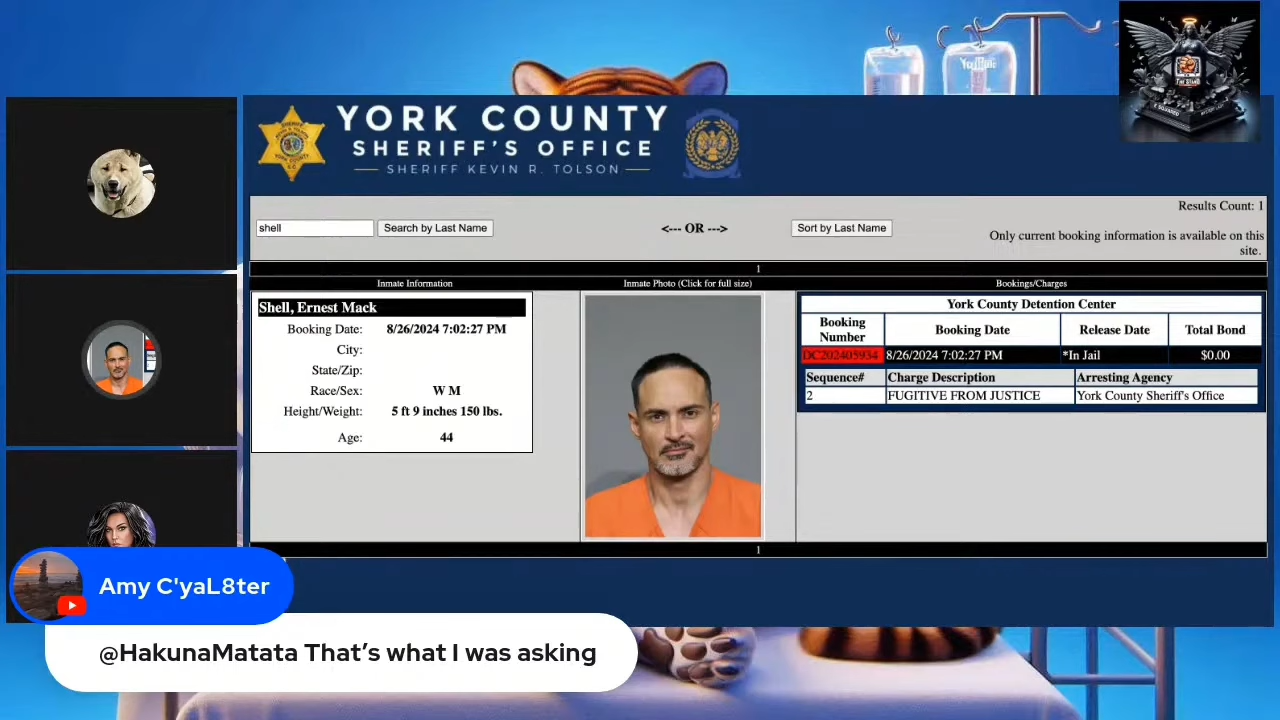 YORK COUNTY
SHERIFF'S OFFICE
SHERIFF KEVIN R. TOLSON
YouTube
THE STAND
Results Count: 1
shell
Search by Last Name
<--- OR --->
Sort by Last Name
Only current booking information is available on this
site.
1
Inmate Information
Inmate Photo (Click for full size)
Bookings/Charges
Shell, Ernest Mack
Booking Date: 8/26/2024 7:02:27 PM
City:
State/Zip:
Race/Sex: W M
Height/Weight: 5 ft 9 inches 150 lbs.
Age: 44
York County Detention Center
Booking Number Booking Date Release Date Total Bond
DC202405934 8/26/2024 7:02:27 PM *In Jail $0.00
Sequence# Charge Description Arresting Agency
2 FUGITIVE FROM JUSTICE York County Sheriff's Office
1
Amy C'yaL8ter
@HakunaMatata That’s what I was asking